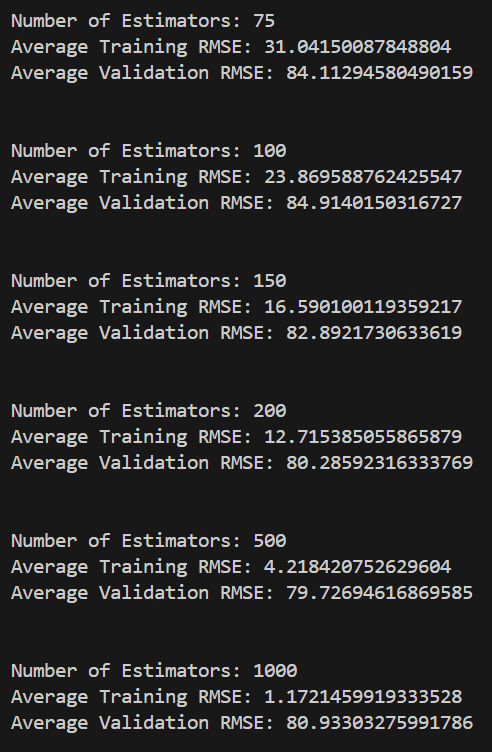 Number of Estimators: 75
Average Training RMSE: 31.04150087848804
Average Validation RMSE: 84.11294580490159
Number of Estimators: 100
Average Training RMSE: 23.869588762425547
Average Validation RMSE: 84.9140150316727
Number of Estimators: 150
Average Training RMSE: 16.590100119359217
Average Validation RMSE: 82.8921730633619
Number of Estimators: 200
Average Training RMSE: 12.715385055865879
Average Validation RMSE: 80.28592316333769
Number of Estimators: 500
Average Training RMSE: 4.218420752629604
Average Validation RMSE: 79.72694616869585
Number of Estimators: 1000
Average Training RMSE: 1.1721459919333528
Average Validation RMSE: 80.93303275991786